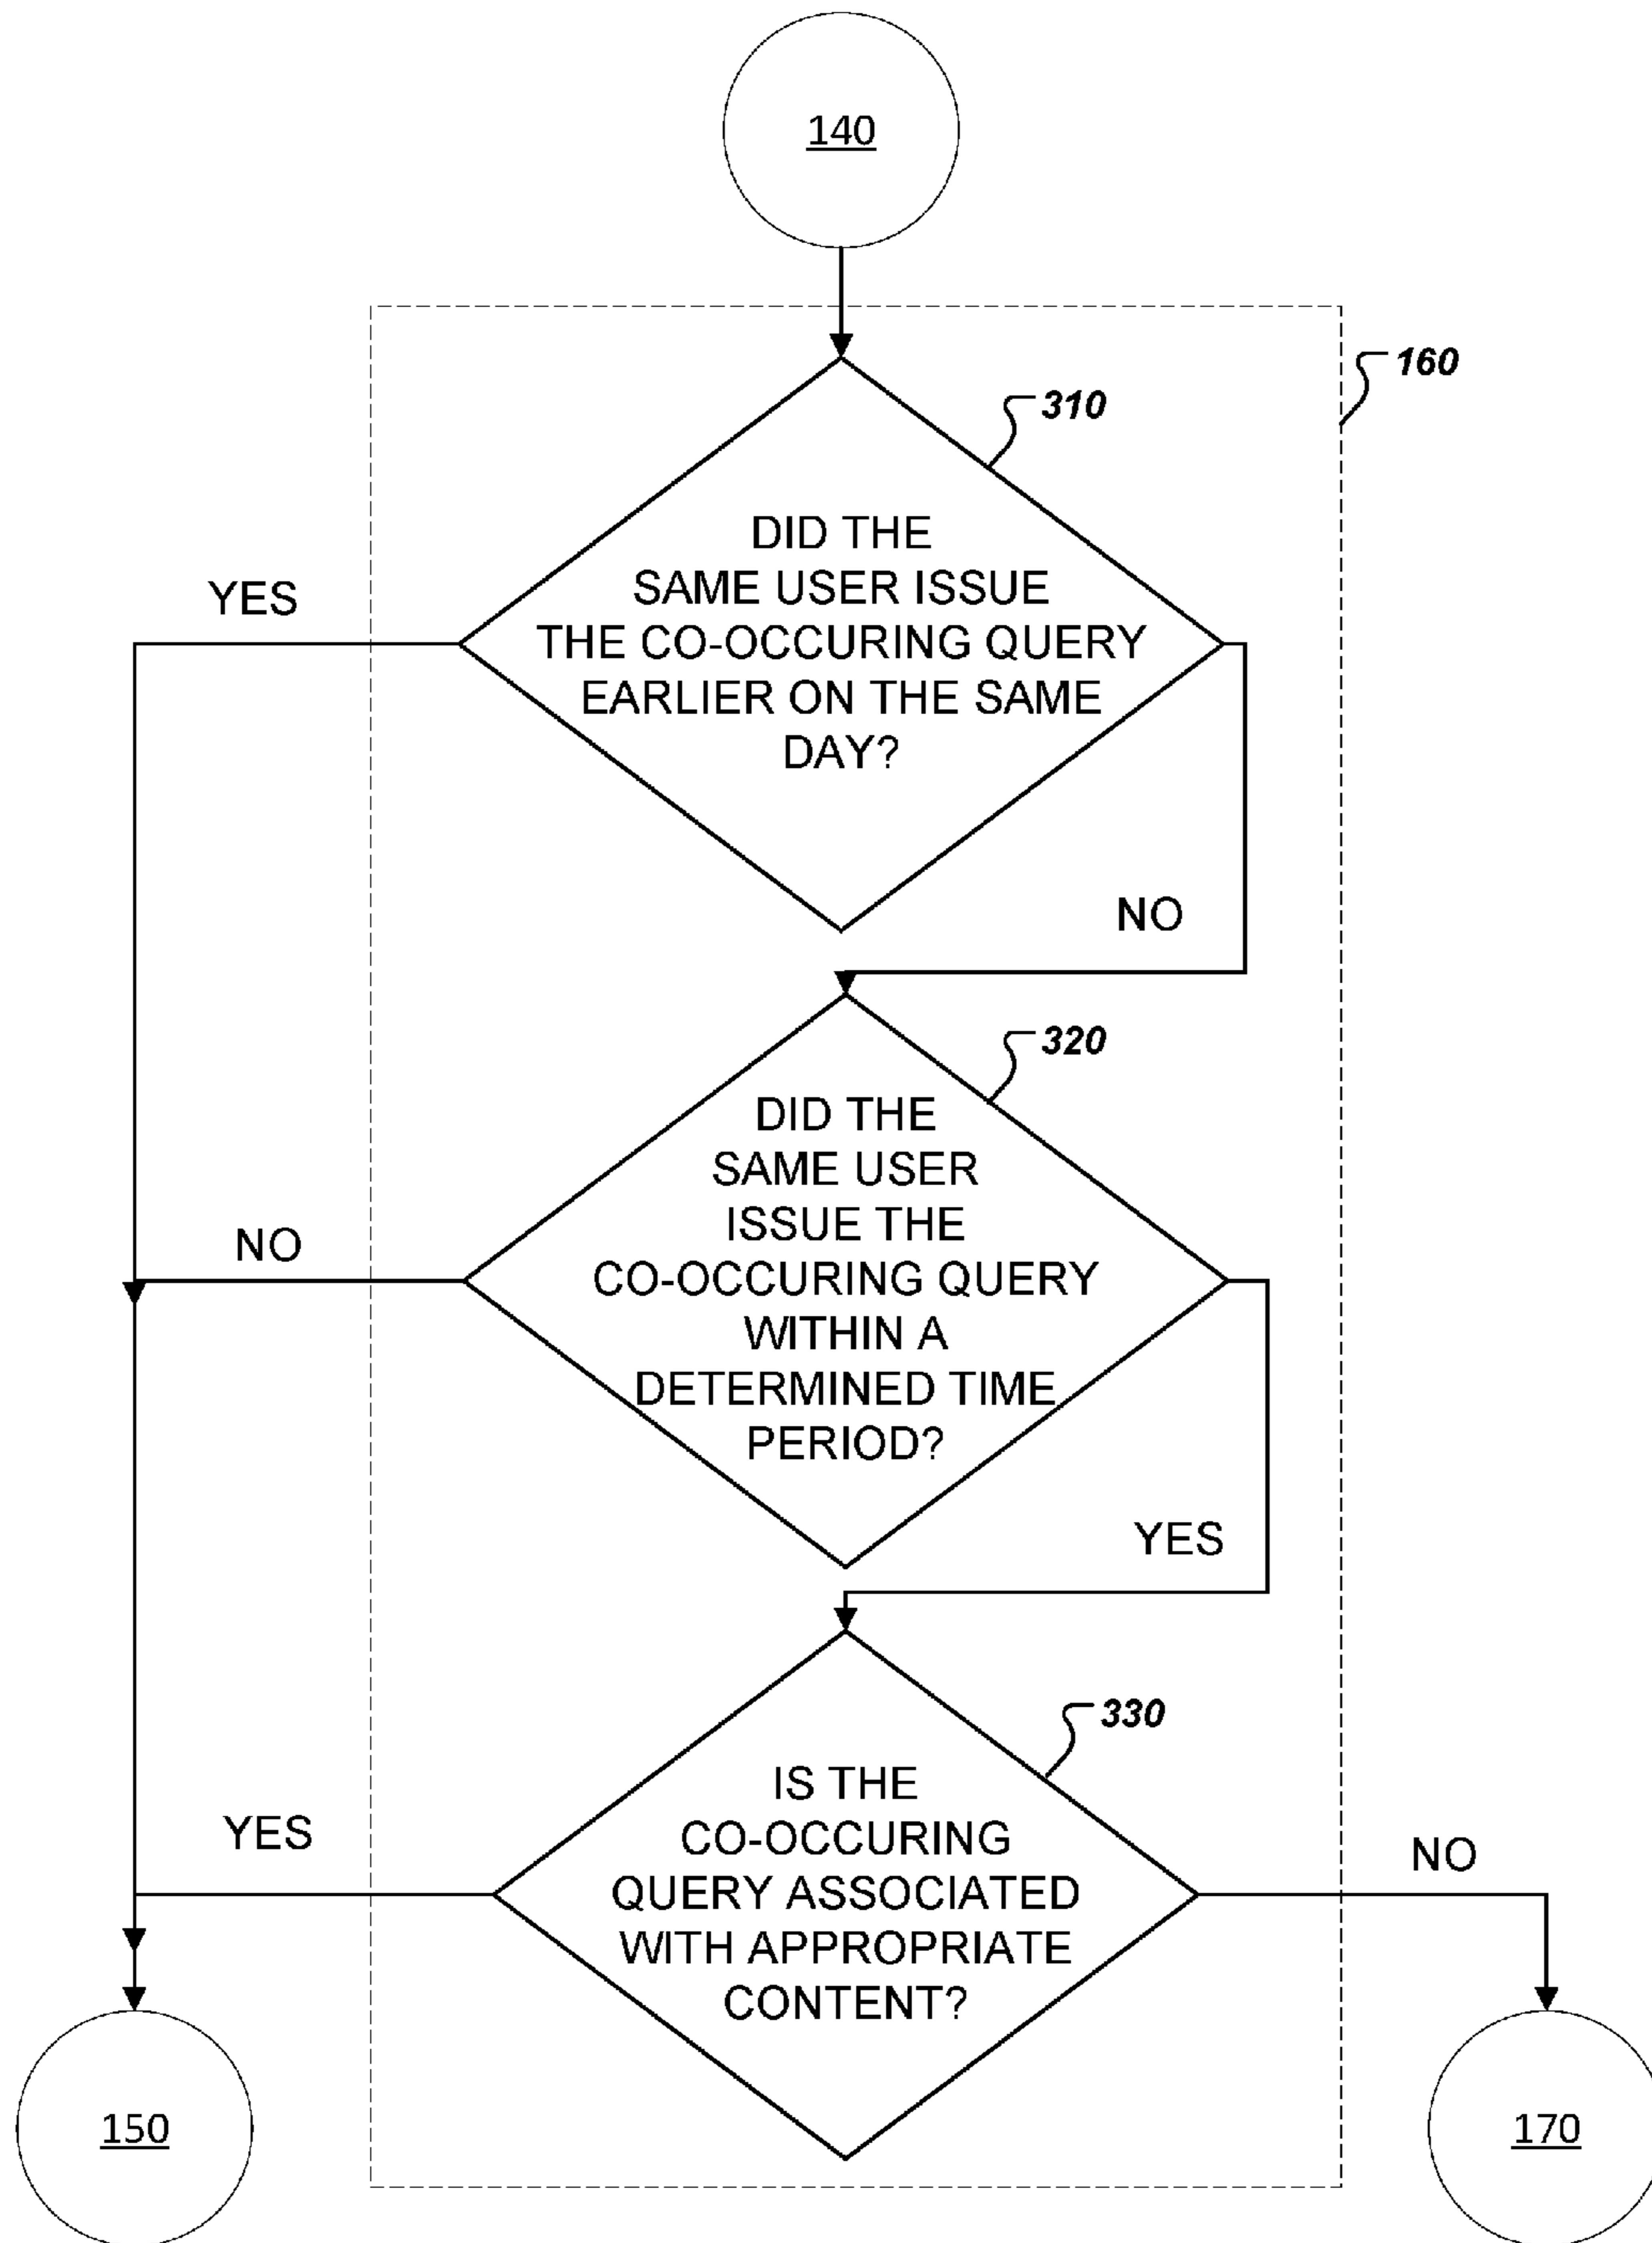 140
160
310
DID THE
SAME USER ISSUE
THE CO-OCCURING QUERY
EARLIER ON THE SAME
DAY?
YES
NO
320
DID THE
SAME USER
ISSUE THE
CO-OCCURING QUERY
WITHIN A
DETERMINED TIME
PERIOD?
NO
YES
330
IS THE
CO-OCCURING
QUERY ASSOCIATED
WITH APPROPRIATE
CONTENT?
YES
NO
150
170